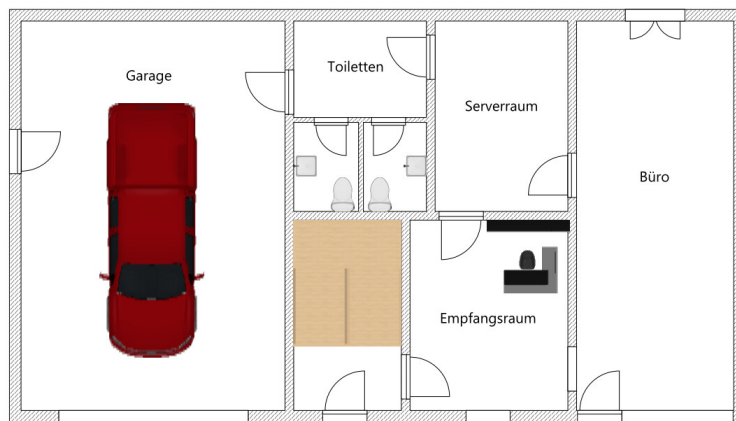 Toiletten
Garage
Serverraum
Büro
Empfangsraum